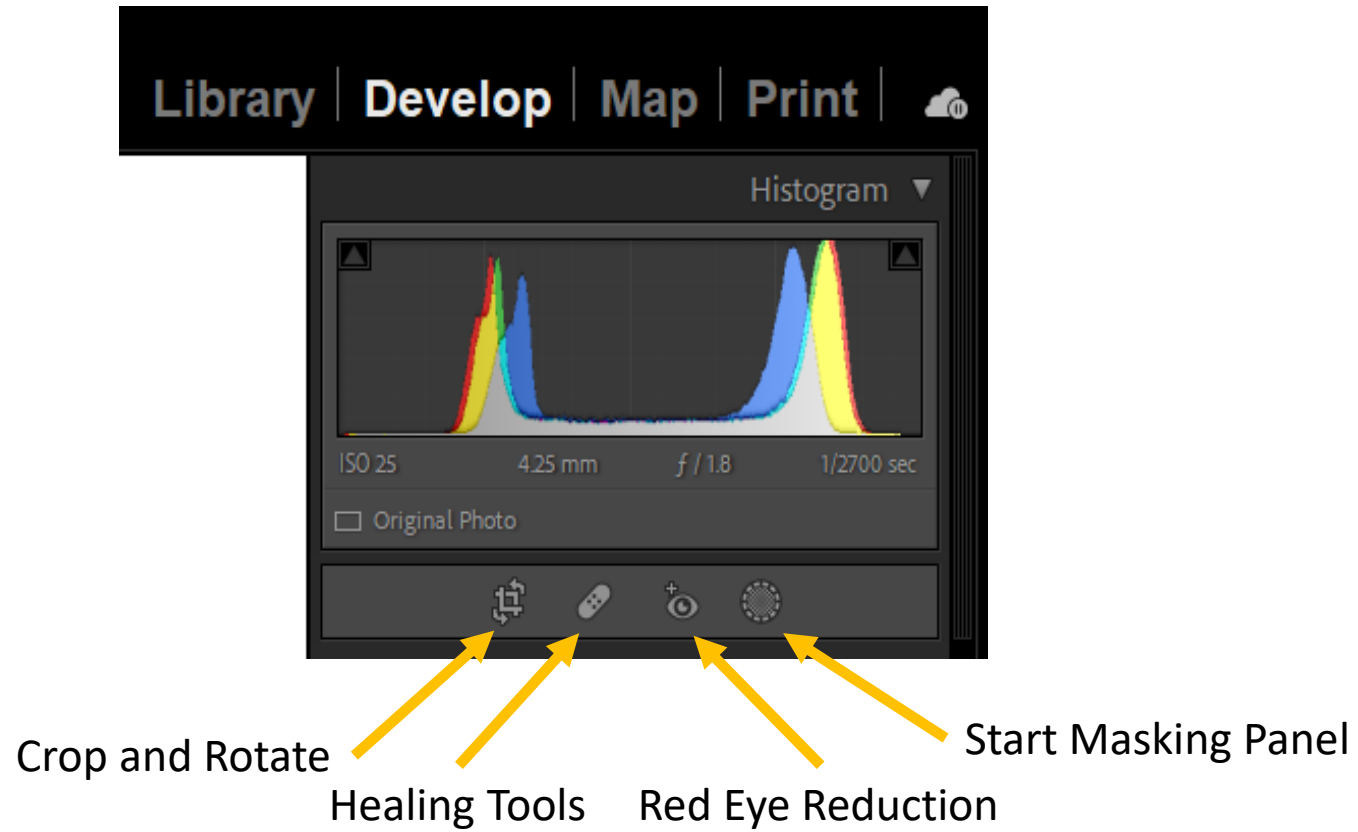 Library | Develop | Map | Print |
Histogram
ISO 25 4.25 mm ƒ / 1.8 1/2700 sec
Original Photo
Crop and Rotate
Start Masking Panel
Healing Tools
Red Eye Reduction